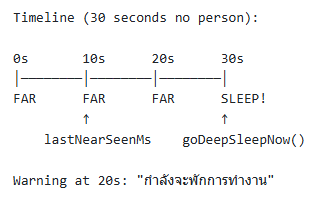 Timeline (30 seconds no person):
0s 10s 20s 30s
|————————|————————|————————|
FAR FAR FAR SLEEP!
↑ ↑
lastNearSeenMs goDeepSleepNow()
Warning at 20s: "กำลังจะพักการทำงาน"